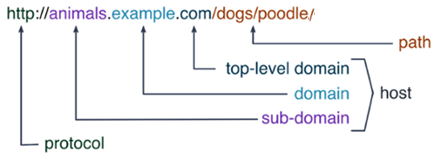 http://animals.example.com/dogs/poodle/
path
top-level domain
domain
host
sub-domain
protocol